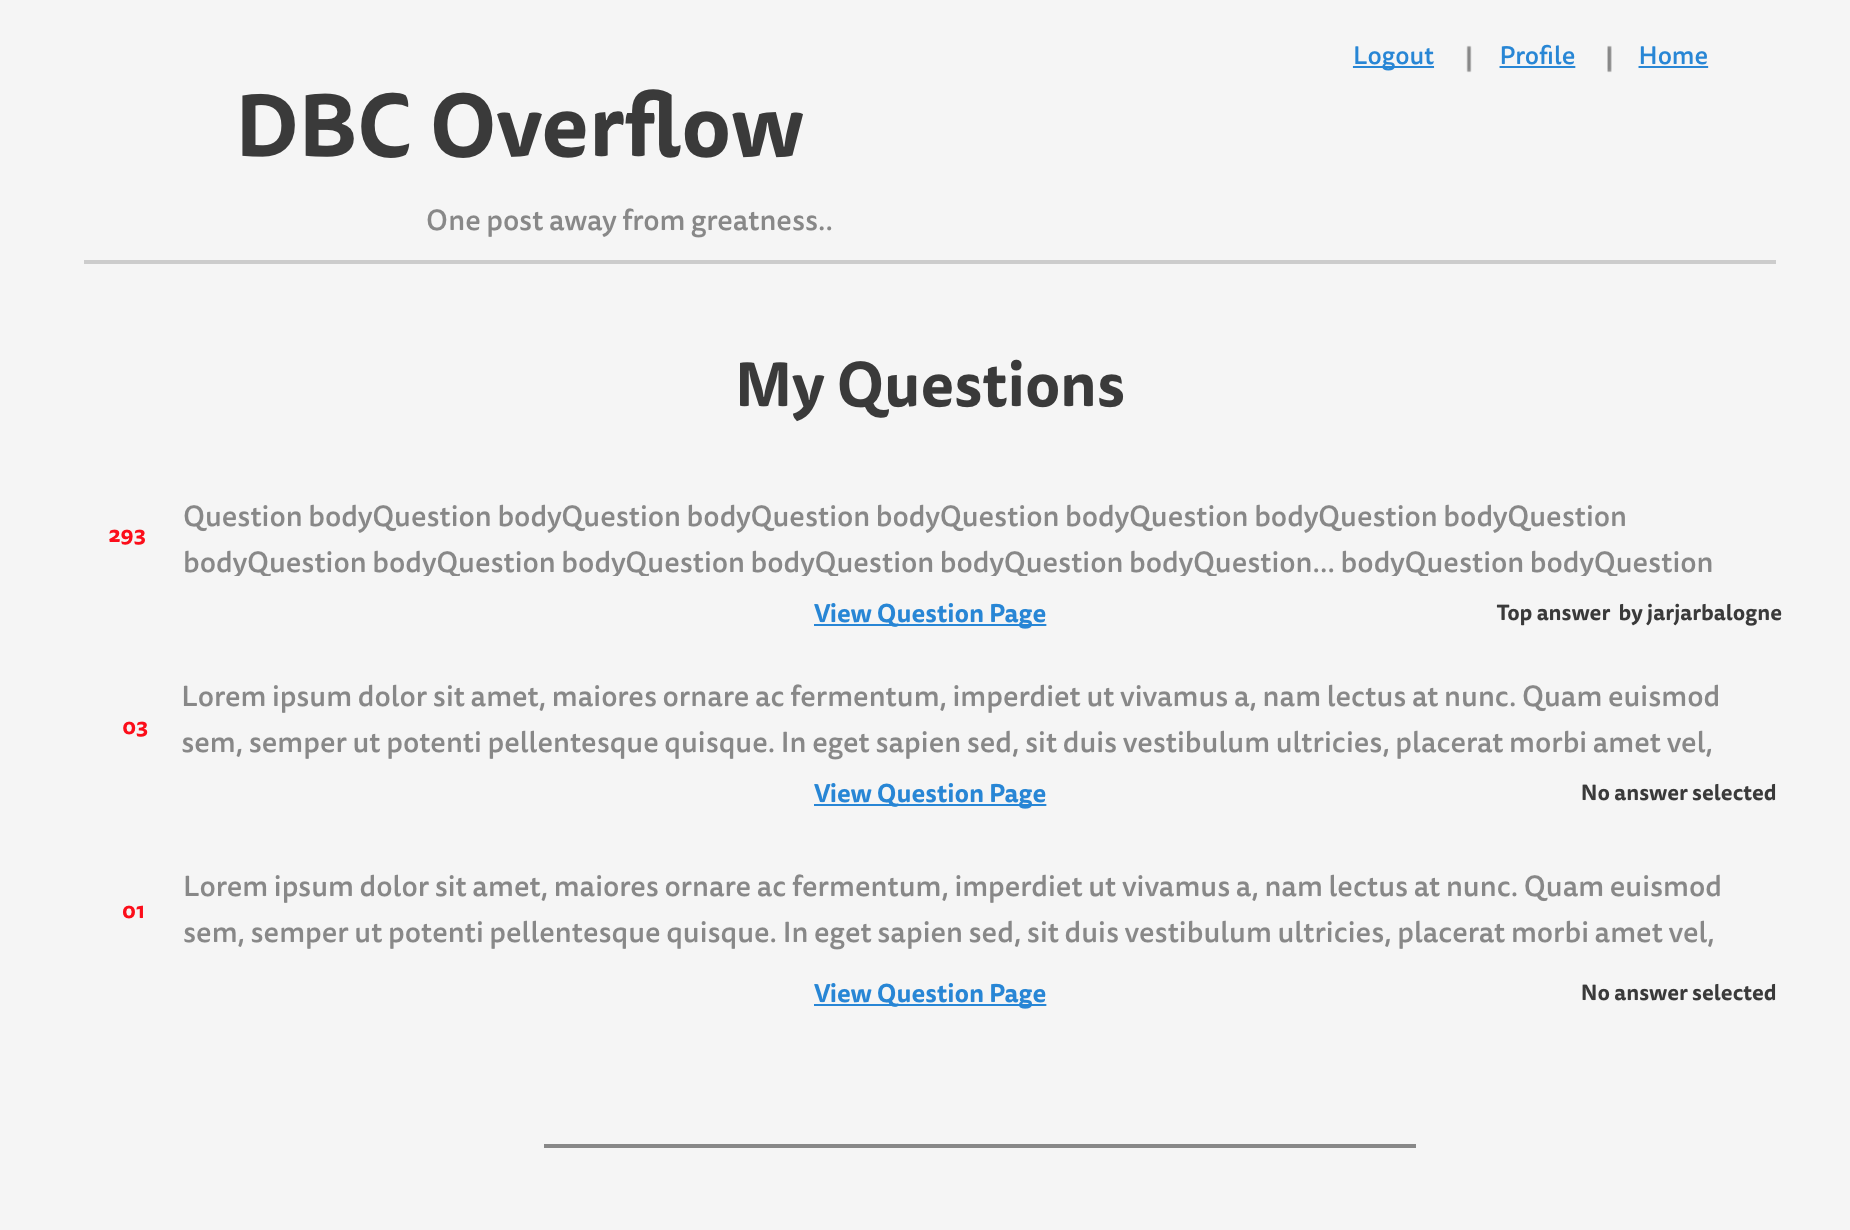 Logout | Profile | Home
DBC Overflow
One post away from greatness..
My Questions
293
Question bodyQuestion bodyQuestion bodyQuestion bodyQuestion bodyQuestion bodyQuestion bodyQuestion
bodyQuestion bodyQuestion bodyQuestion bodyQuestion bodyQuestion bodyQuestion... bodyQuestion bodyQuestion
View Question Page
Top answer by jarjarbalogne
03
Lorem ipsum dolor sit amet, maiores ornare ac fermentum, imperdiet ut vivamus a, nam lectus at nunc. Quam euismod
sem, semper ut potenti pellentesque quisque. In eget sapien sed, sit duis vestibulum ultricies, placerat morbi amet vel,
View Question Page
No answer selected
01
Lorem ipsum dolor sit amet, maiores ornare ac fermentum, imperdiet ut vivamus a, nam lectus at nunc. Quam euismod
sem, semper ut potenti pellentesque quisque. In eget sapien sed, sit duis vestibulum ultricies, placerat morbi amet vel,
View Question Page
No answer selected